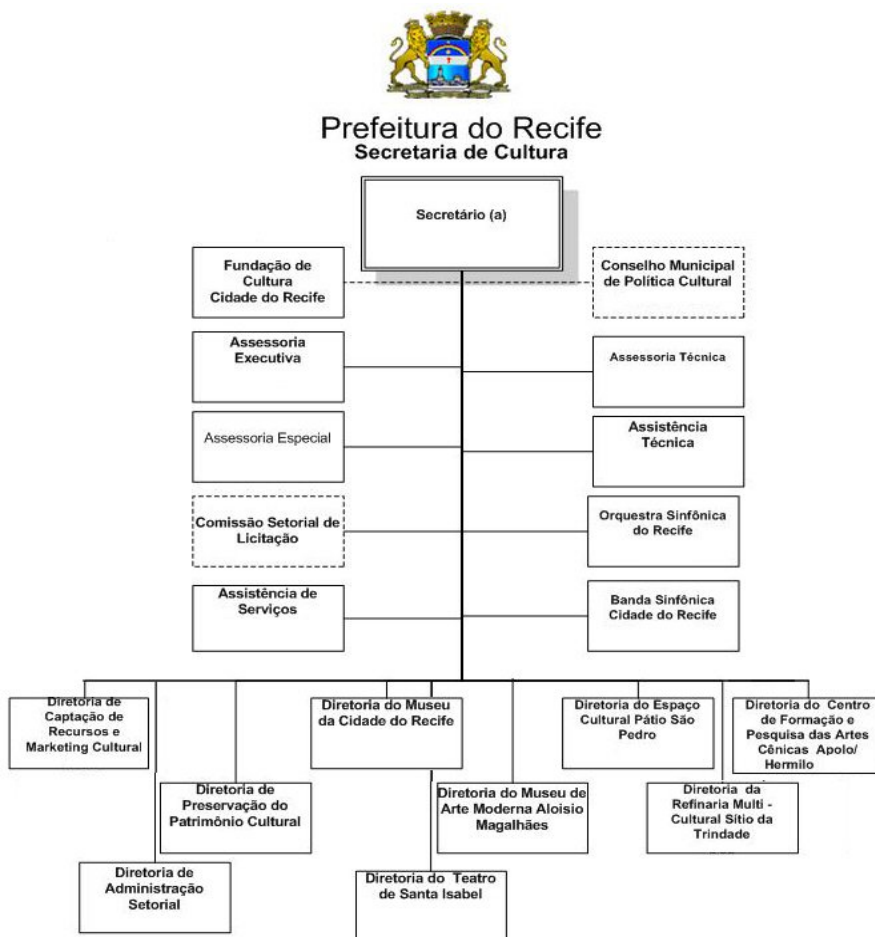 Prefeitura do Recife
Secretaria de Cultura
Secretário (a)
Fundação de
Cultura
Cidade do Recife
Conselho Municipal
de Política Cultural
Assessoria
Executiva
Assessoria Técnica
Assessoria Especial
Assistência
Técnica
Comissão Setorial de
Licitação
Orquestra Sinfônica
do Recife
Assistência de
Serviços
Banda Sinfônica
Cidade do Recife
Diretoria de
Captação de
Recursos e
Marketing Cultural
Diretoria do Museu
da Cidade do Recife
Diretoria do Espaço
Cultural Pátio São
Pedro
Diretoria do Centro
de Formação e
Pesquisa das Artes
Cênicas Apolo/
Hermilo
Diretoria de
Preservação do
Patrimônio Cultural
Diretoria do Museu de
Arte Moderna Aloisio
Magalhães
Diretoria da
Refinaria Multi -
Cultural Sítio da
Trindade
Diretoria de
Administração
Setorial
Diretoria do Teatro
de Santa Isabel